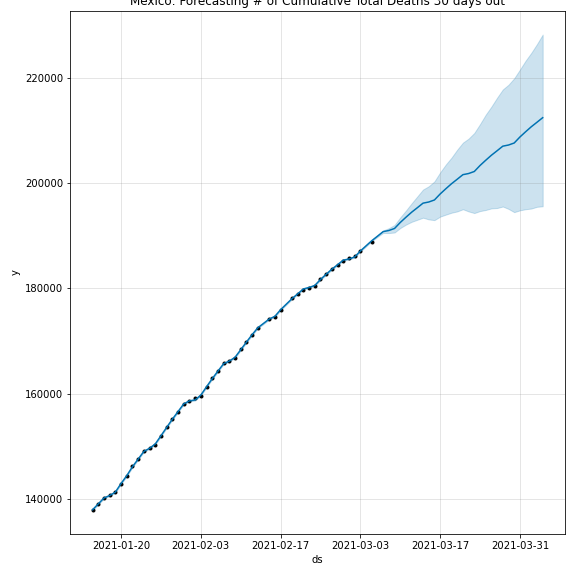 Mexico: Forecasting # of Cumulative Total Deaths 30 days out
220000
200000
180000
160000
140000
y
2021-01-20 2021-02-03 2021-02-17 2021-03-03 2021-03-17 2021-03-31
ds